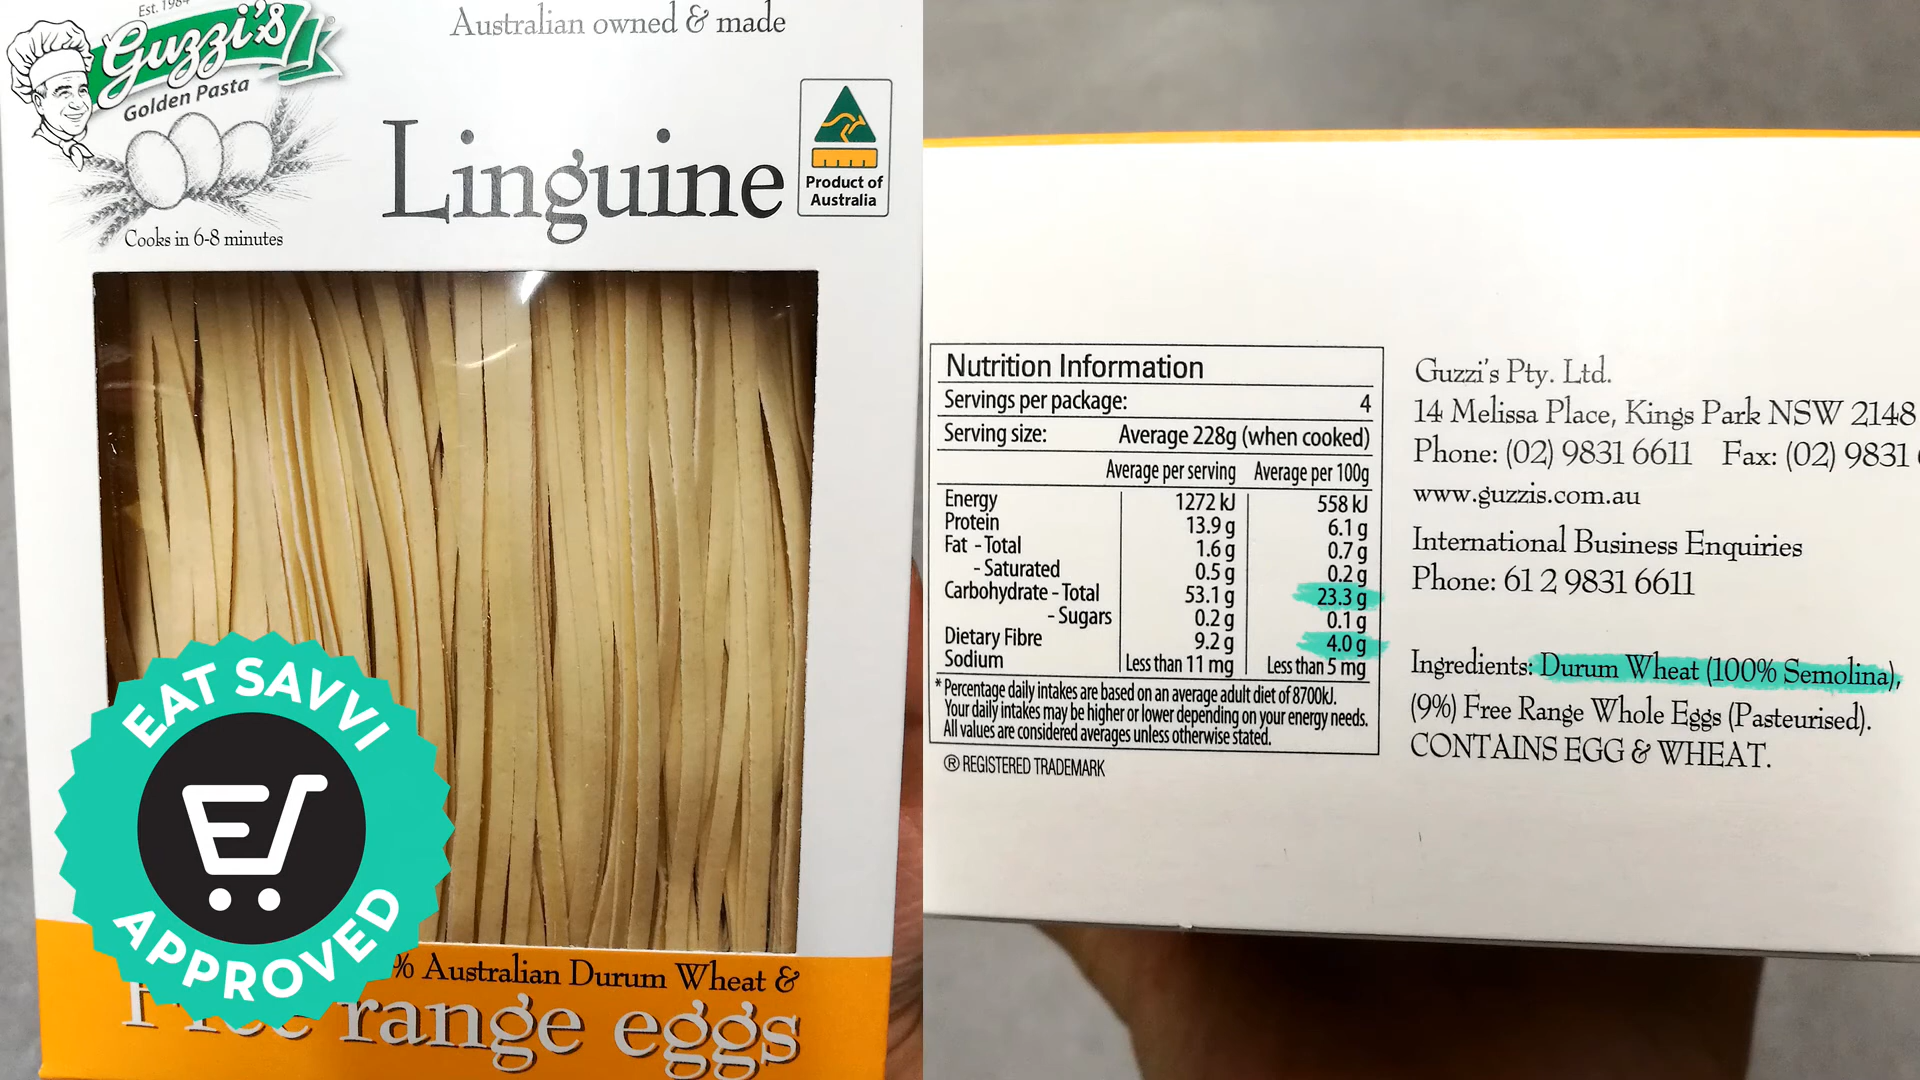 Est. 1984
Guzzi's
Golden Pasta
Cooks in 6-8 minutes
Australian owned & made
Linguine
Product of
Australia
EAT SAVVI
APPROVED
% Australian Durum Wheat &
Free range eggs
Nutrition Information
Servings per package: 4
Serving size: Average 228g (when cooked)
Average per serving Average per 100g
Energy 1272 kJ 558 kJ
Protein 13.9 g 6.1 g
Fat - Total 1.6 g 0.7 g
- Saturated 0.5 g 0.2 g
Carbohydrate - Total 53.1 g 23.3 g
- Sugars 0.2 g 0.1 g
Dietary Fibre 9.2 g 4.0 g
Sodium Less than 11 mg Less than 5 mg
* Percentage daily intakes are based on an average adult diet of 8700kJ.
Your daily intakes may be higher or lower depending on your energy needs.
All values are considered averages unless otherwise stated.
® REGISTERED TRADEMARK
Guzzi's Pty. Ltd.
14 Melissa Place, Kings Park NSW 2148
Phone: (02) 9831 6611 Fax: (02) 9831
www.guzzis.com.au
International Business Enquiries
Phone: 61 2 9831 6611
Ingredients: Durum Wheat (100% Semolina),
(9%) Free Range Whole Eggs (Pasteurised).
CONTAINS EGG & WHEAT.